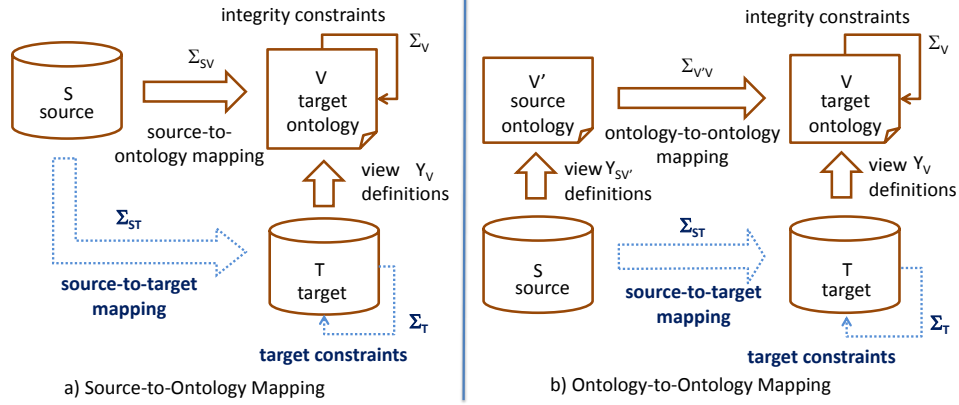 integrity constraints
Σ_V
Σ_SV
S
source
V
target
ontology
source-to-
ontology mapping
view Y_V
definitions
Σ_ST
source-to-target
mapping
T
target
Σ_T
target constraints
a) Source-to-Ontology Mapping
integrity constraints
Σ_V
Σ_V'V
V'
source
ontology
V
target
ontology
ontology-to-ontology
mapping
view Y_SV'
definitions
view Y_V
definitions
Σ_ST
S
source
source-to-target
mapping
T
target
Σ_T
target constraints
b) Ontology-to-Ontology Mapping